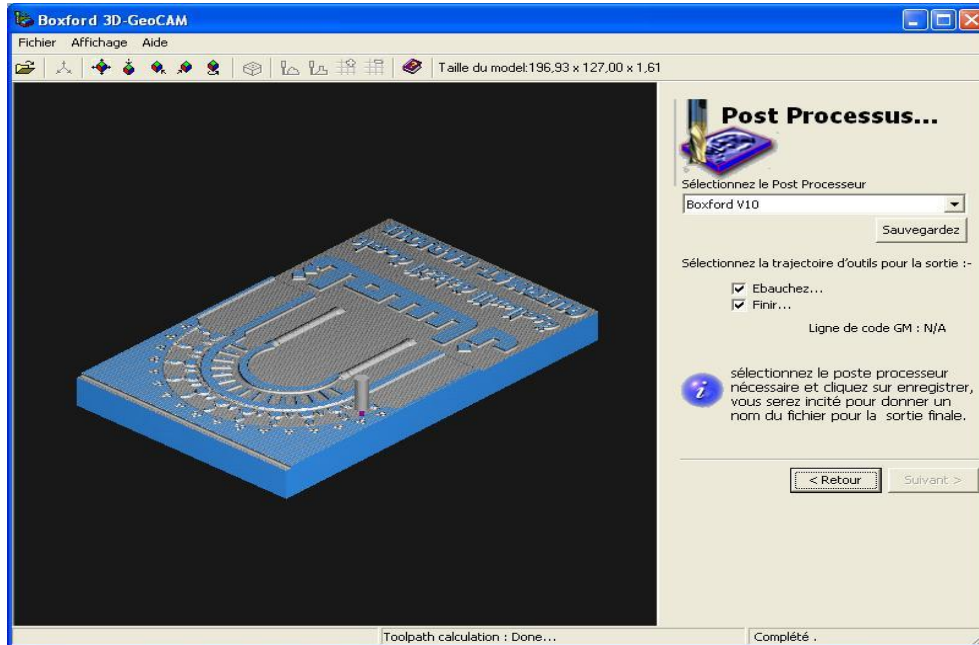 Boxford 3D-GeoCAM
Fichier Affichage Aide
Taille du model:196,93 x 127,00 x 1,61
Post Processus...
Sélectionnez le Post Processeur
Boxford V10
Sauvegardez
Sélectionnez la trajectoire d'outils pour la sortie :-
Ebauchez...
Finir...
Ligne de code GM : N/A
sélectionnez le poste processeur
nécessaire et cliquez sur enregistrer,
vous serez incité pour donner un
nom du fichier pour la sortie finale.
< Retour
Suivant >
Toolpath calculation : Done...
Complété .